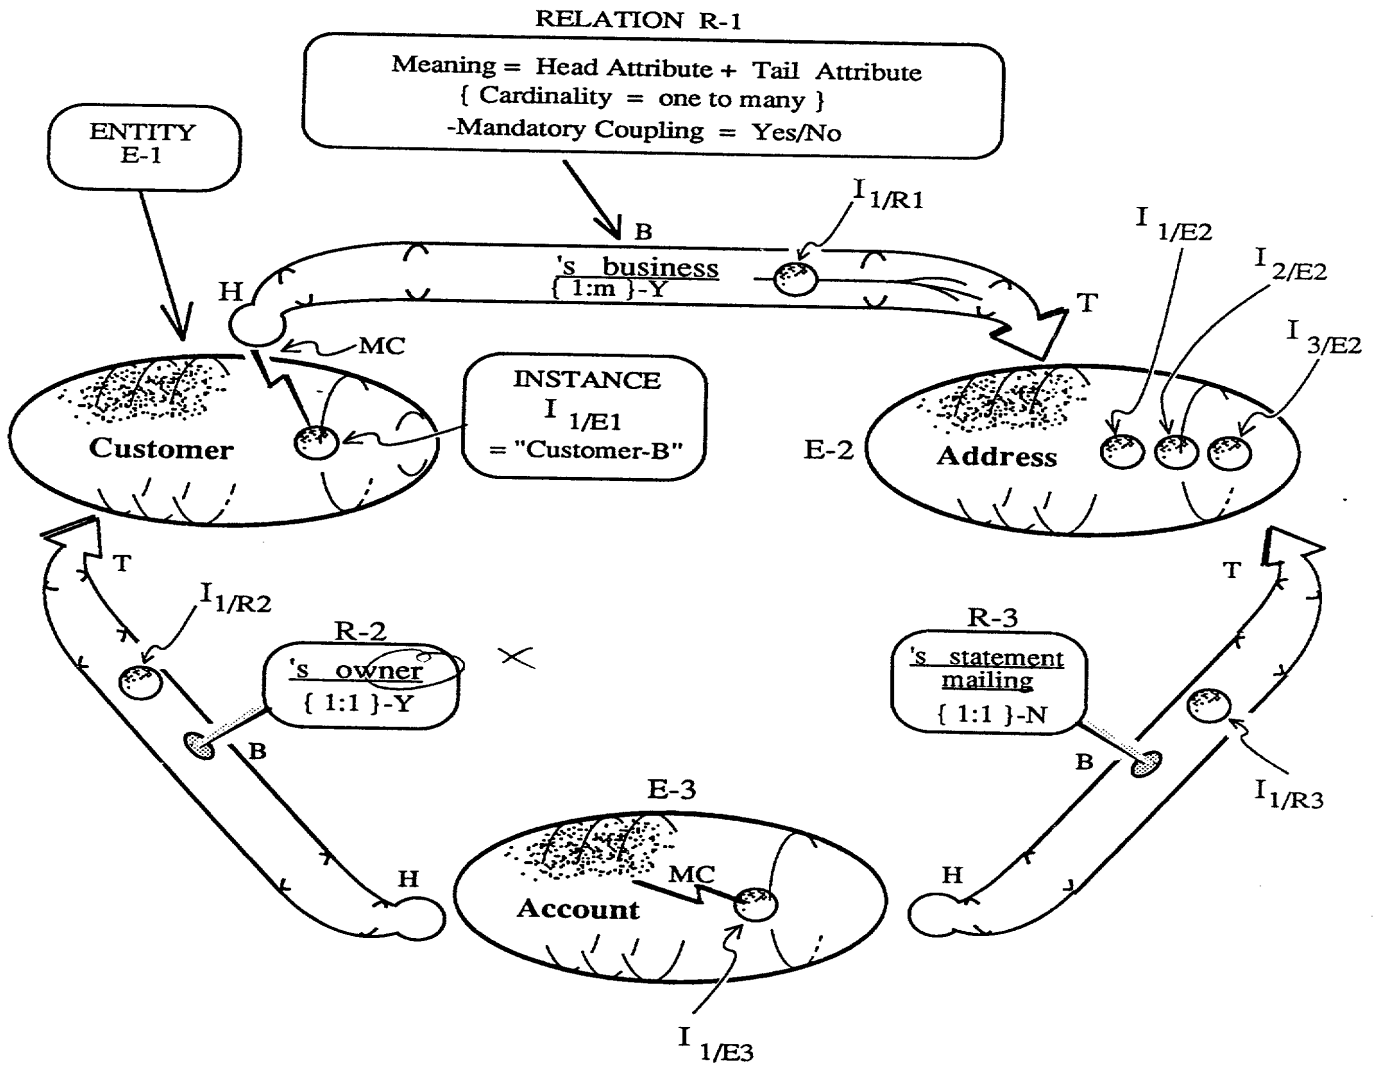 RELATION R-1
Meaning = Head Attribute + Tail Attribute
{ Cardinality = one to many }
-Mandatory Coupling = Yes/No
ENTITY
E-1
I 1/R1
B
's business
{ 1:m }-Y
H
T
I 1/E2
I 2/E2
I 3/E2
MC
INSTANCE
I 1/E1
= "Customer-B"
Customer
E-2
Address
T
I 1/R2
R-2
's owner
{ 1:1 }-Y
B
H
T
R-3
's statement
mailing
{ 1:1 }-N
B
I 1/R3
H
E-3
MC
Account
I 1/E3